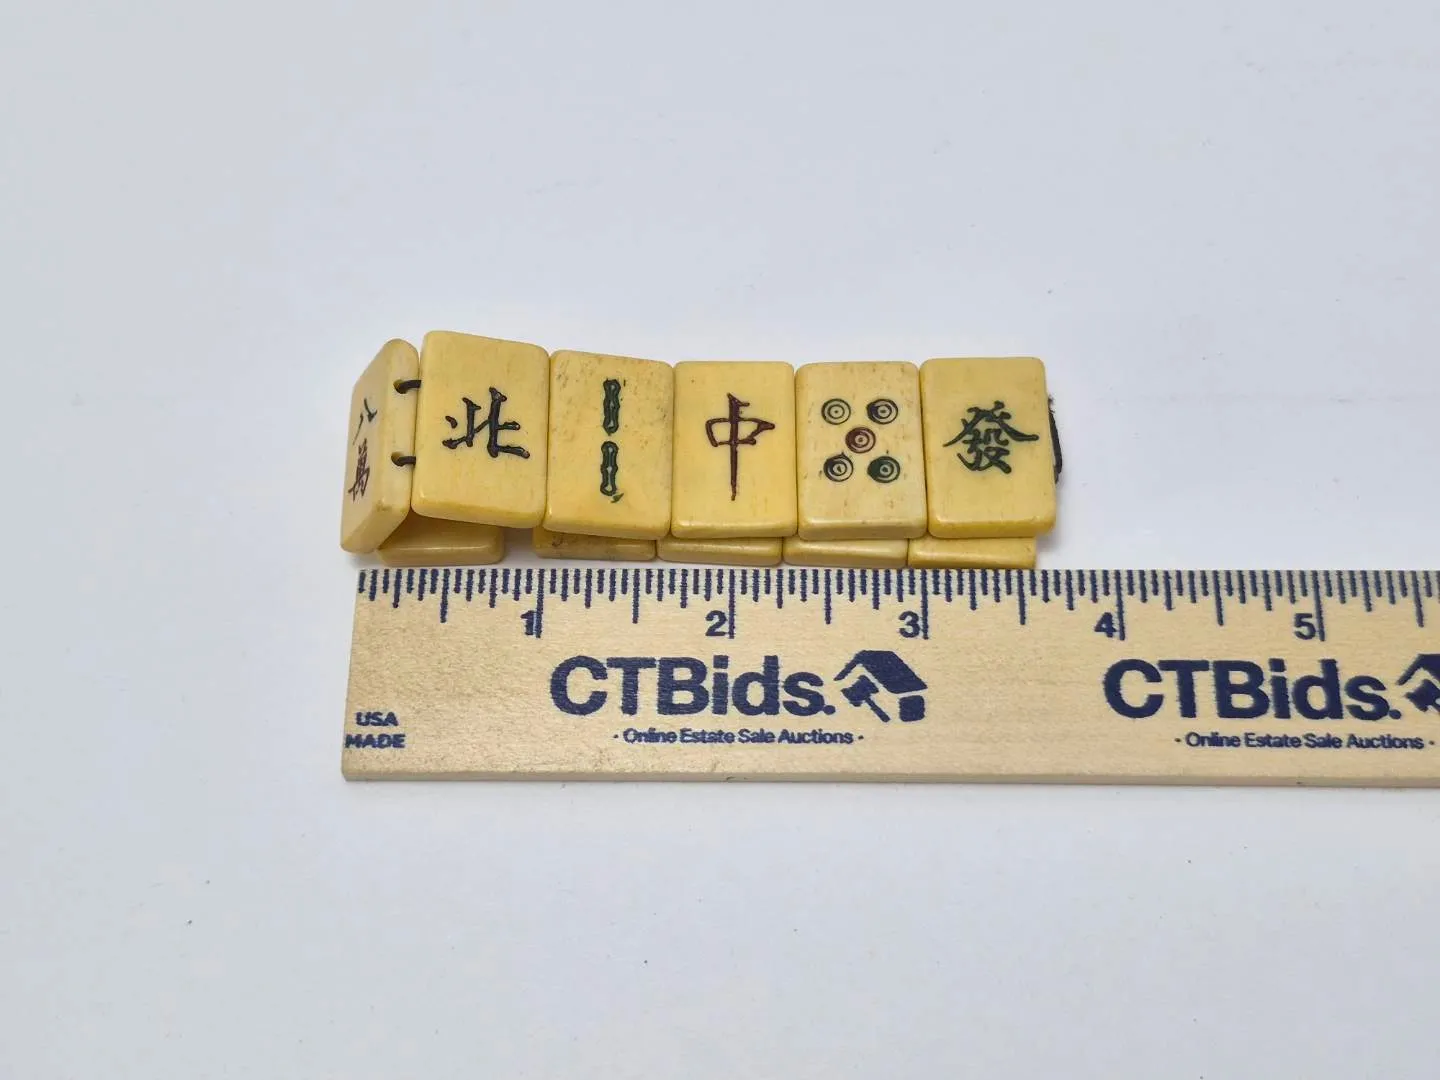 八萬
北
中
發
1 2 3 4 5
CTBids. CTBids.
· Online Estate Sale Auctions · · Online Estate Sale Auctions ·
USA
MADE